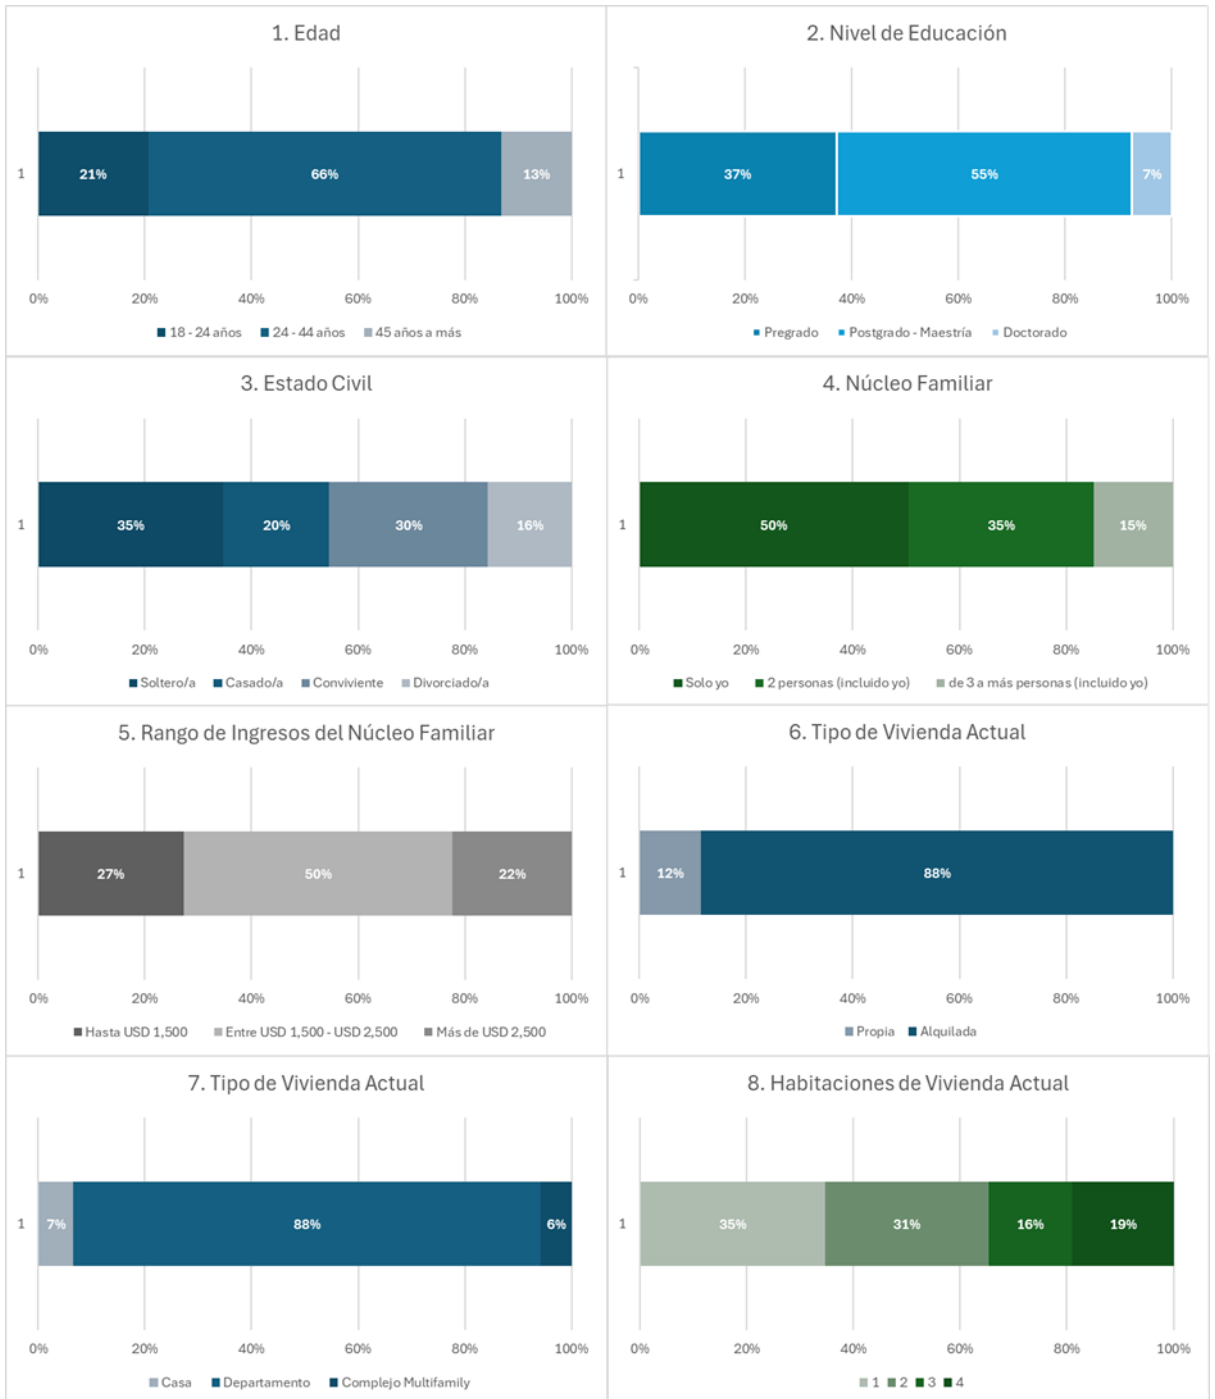 1. Edad
1
21%
66%
13%
0%
20%
40%
60%
80%
100%
18 - 24 años
24 - 44 años
45 años a más
2. Nivel de Educación
1
37%
55%
7%
0%
20%
40%
60%
80%
100%
Pregrado
Postgrado - Maestría
Doctorado
3. Estado Civil
1
35%
20%
30%
16%
0%
20%
40%
60%
80%
100%
Soltero/a
Casado/a
Conviviente
Divorciado/a
4. Núcleo Familiar
1
50%
35%
15%
0%
20%
40%
60%
80%
100%
Solo yo
2 personas (incluido yo)
de 3 a más personas (incluido yo)
5. Rango de Ingresos del Núcleo Familiar
1
27%
50%
22%
0%
20%
40%
60%
80%
100%
Hasta USD 1,500
Entre USD 1,500 - USD 2,500
Más de USD 2,500
6. Tipo de Vivienda Actual
1
12%
88%
0%
20%
40%
60%
80%
100%
Propia
Alquilada
7. Tipo de Vivienda Actual
1
7%
88%
6%
0%
20%
40%
60%
80%
100%
Casa
Departamento
Complejo Multifamily
8. Habitaciones de Vivienda Actual
1
35%
31%
16%
19%
0%
20%
40%
60%
80%
100%
1
2
3
4